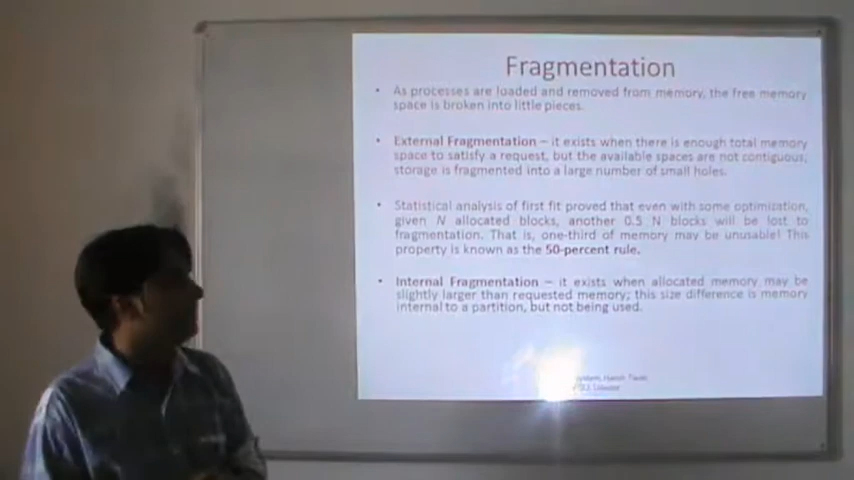 Fragmentation
• As processes are loaded and removed from memory, the free memory
space is broken into little pieces.
• External Fragmentation – it exists when there is enough total memory
space to satisfy a request, but the available spaces are not contiguous,
storage is fragmented into a large number of small holes.
• Statistical analysis of first fit proved that even with some optimization,
given N allocated blocks, another 0.5 N blocks will be lost to
fragmentation. That is, one-third of memory may be unusable! This
property is known as the 50-percent rule.
• Internal Fragmentation – it exists when allocated memory may be
slightly larger than requested memory; this size difference is memory
internal to a partition, but not being used.